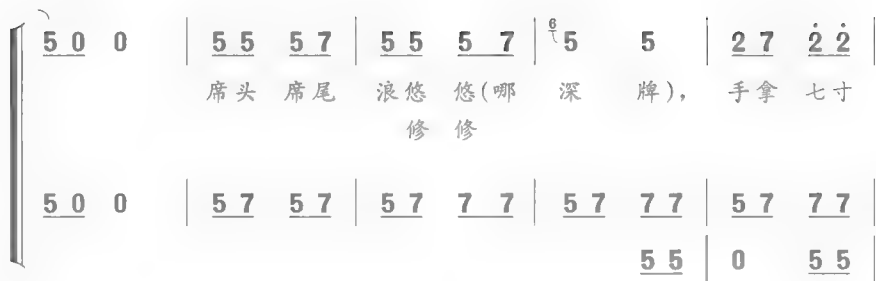 5 0 0 | 5 5 5 7 | 5 5 5 7 | 6 5 5 | 2 7 2̇ 2̇ |
席头 席尾 浪悠 悠(哪 深 牌)， 手拿 七寸
修 修
5 0 0 | 5 7 5 7 | 5 7 7 7 | 5 7 7 7 | 5 7 7 7 |
5 5 | 0 5 5